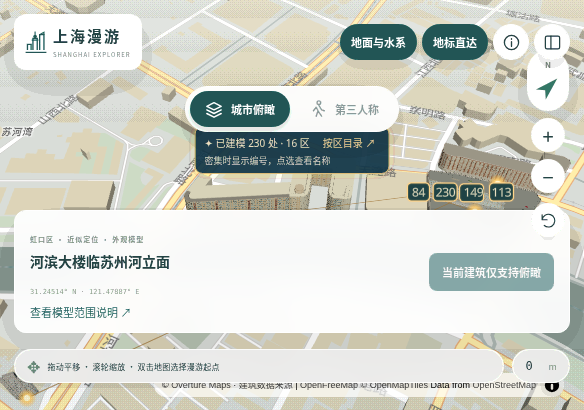 上海漫游
SHANGHAI EXPLORER
地面与水系
地标直达
N
城市俯瞰
第三人称
✦ 已建模 230 处 · 16 区 按区目录 ↗
密集时显示编号，点选查看名称
苏河湾
84 230 149 113
虹口区 · 近似定位 · 外观模型
河滨大楼临苏州河立面
31.24514° N · 121.47887° E
查看模型范围说明 ↗
当前建筑仅支持俯瞰
拖动平移 · 滚轮缩放 · 双击地图选择漫游起点
0 m
© Overture Maps · 建筑数据来源 | OpenFreeMap © OpenMapTiles Data from OpenStreetMap